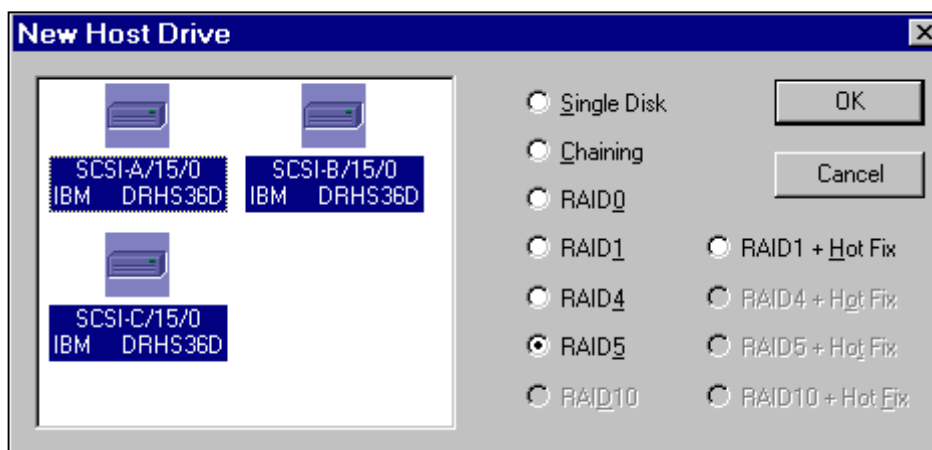 New Host Drive
SCSI-A/15/0
IBM DRHS36D
SCSI-B/15/0
IBM DRHS36D
SCSI-C/15/0
IBM DRHS36D
Single Disk
Chaining
RAID0
RAID1
RAID4
RAID5
RAID10
RAID1 + Hot Fix
RAID4 + Hot Fix
RAID5 + Hot Fix
RAID10 + Hot Fix
OK
Cancel